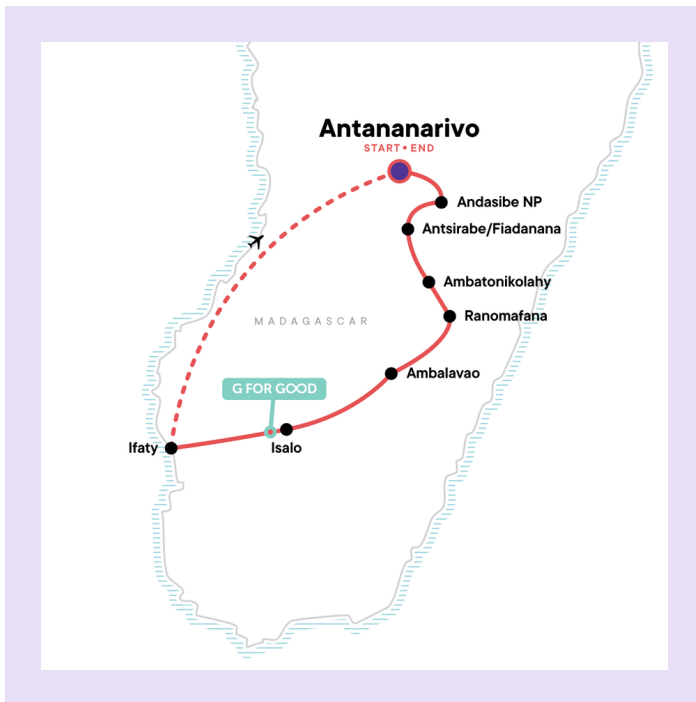 Antananarivo
START • END
Andasibe NP
Antsirabe/Fiadanana
Ambatonikolahy
Ranomafana
MADAGASCAR
Ambalavao
G FOR GOOD
Isalo
Ifaty